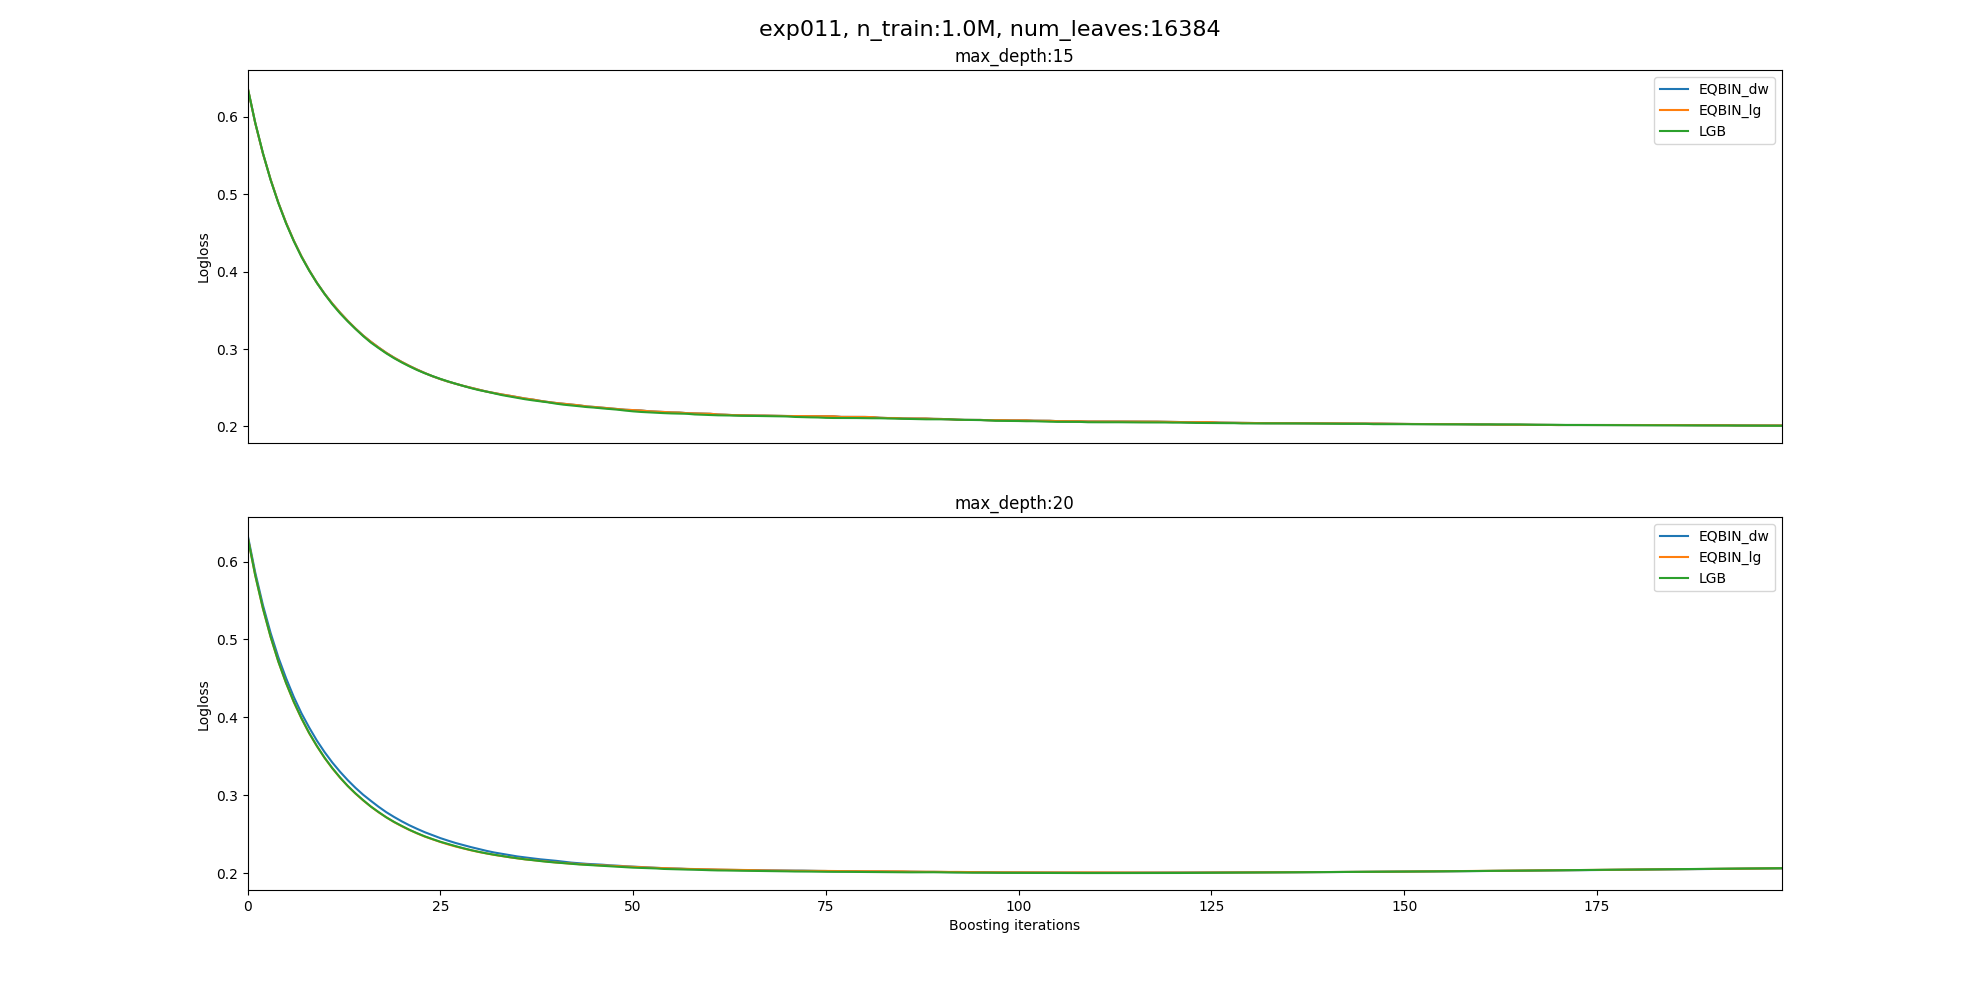 exp011, n_train:1.0M, num_leaves:16384
max_depth:15
EQBIN_dw
EQBIN_lg
LGB
0.6
0.5
0.4
0.3
0.2
Logloss
max_depth:20
EQBIN_dw
EQBIN_lg
LGB
0.6
0.5
0.4
0.3
0.2
Logloss
0 25 50 75 100 125 150 175
Boosting iterations